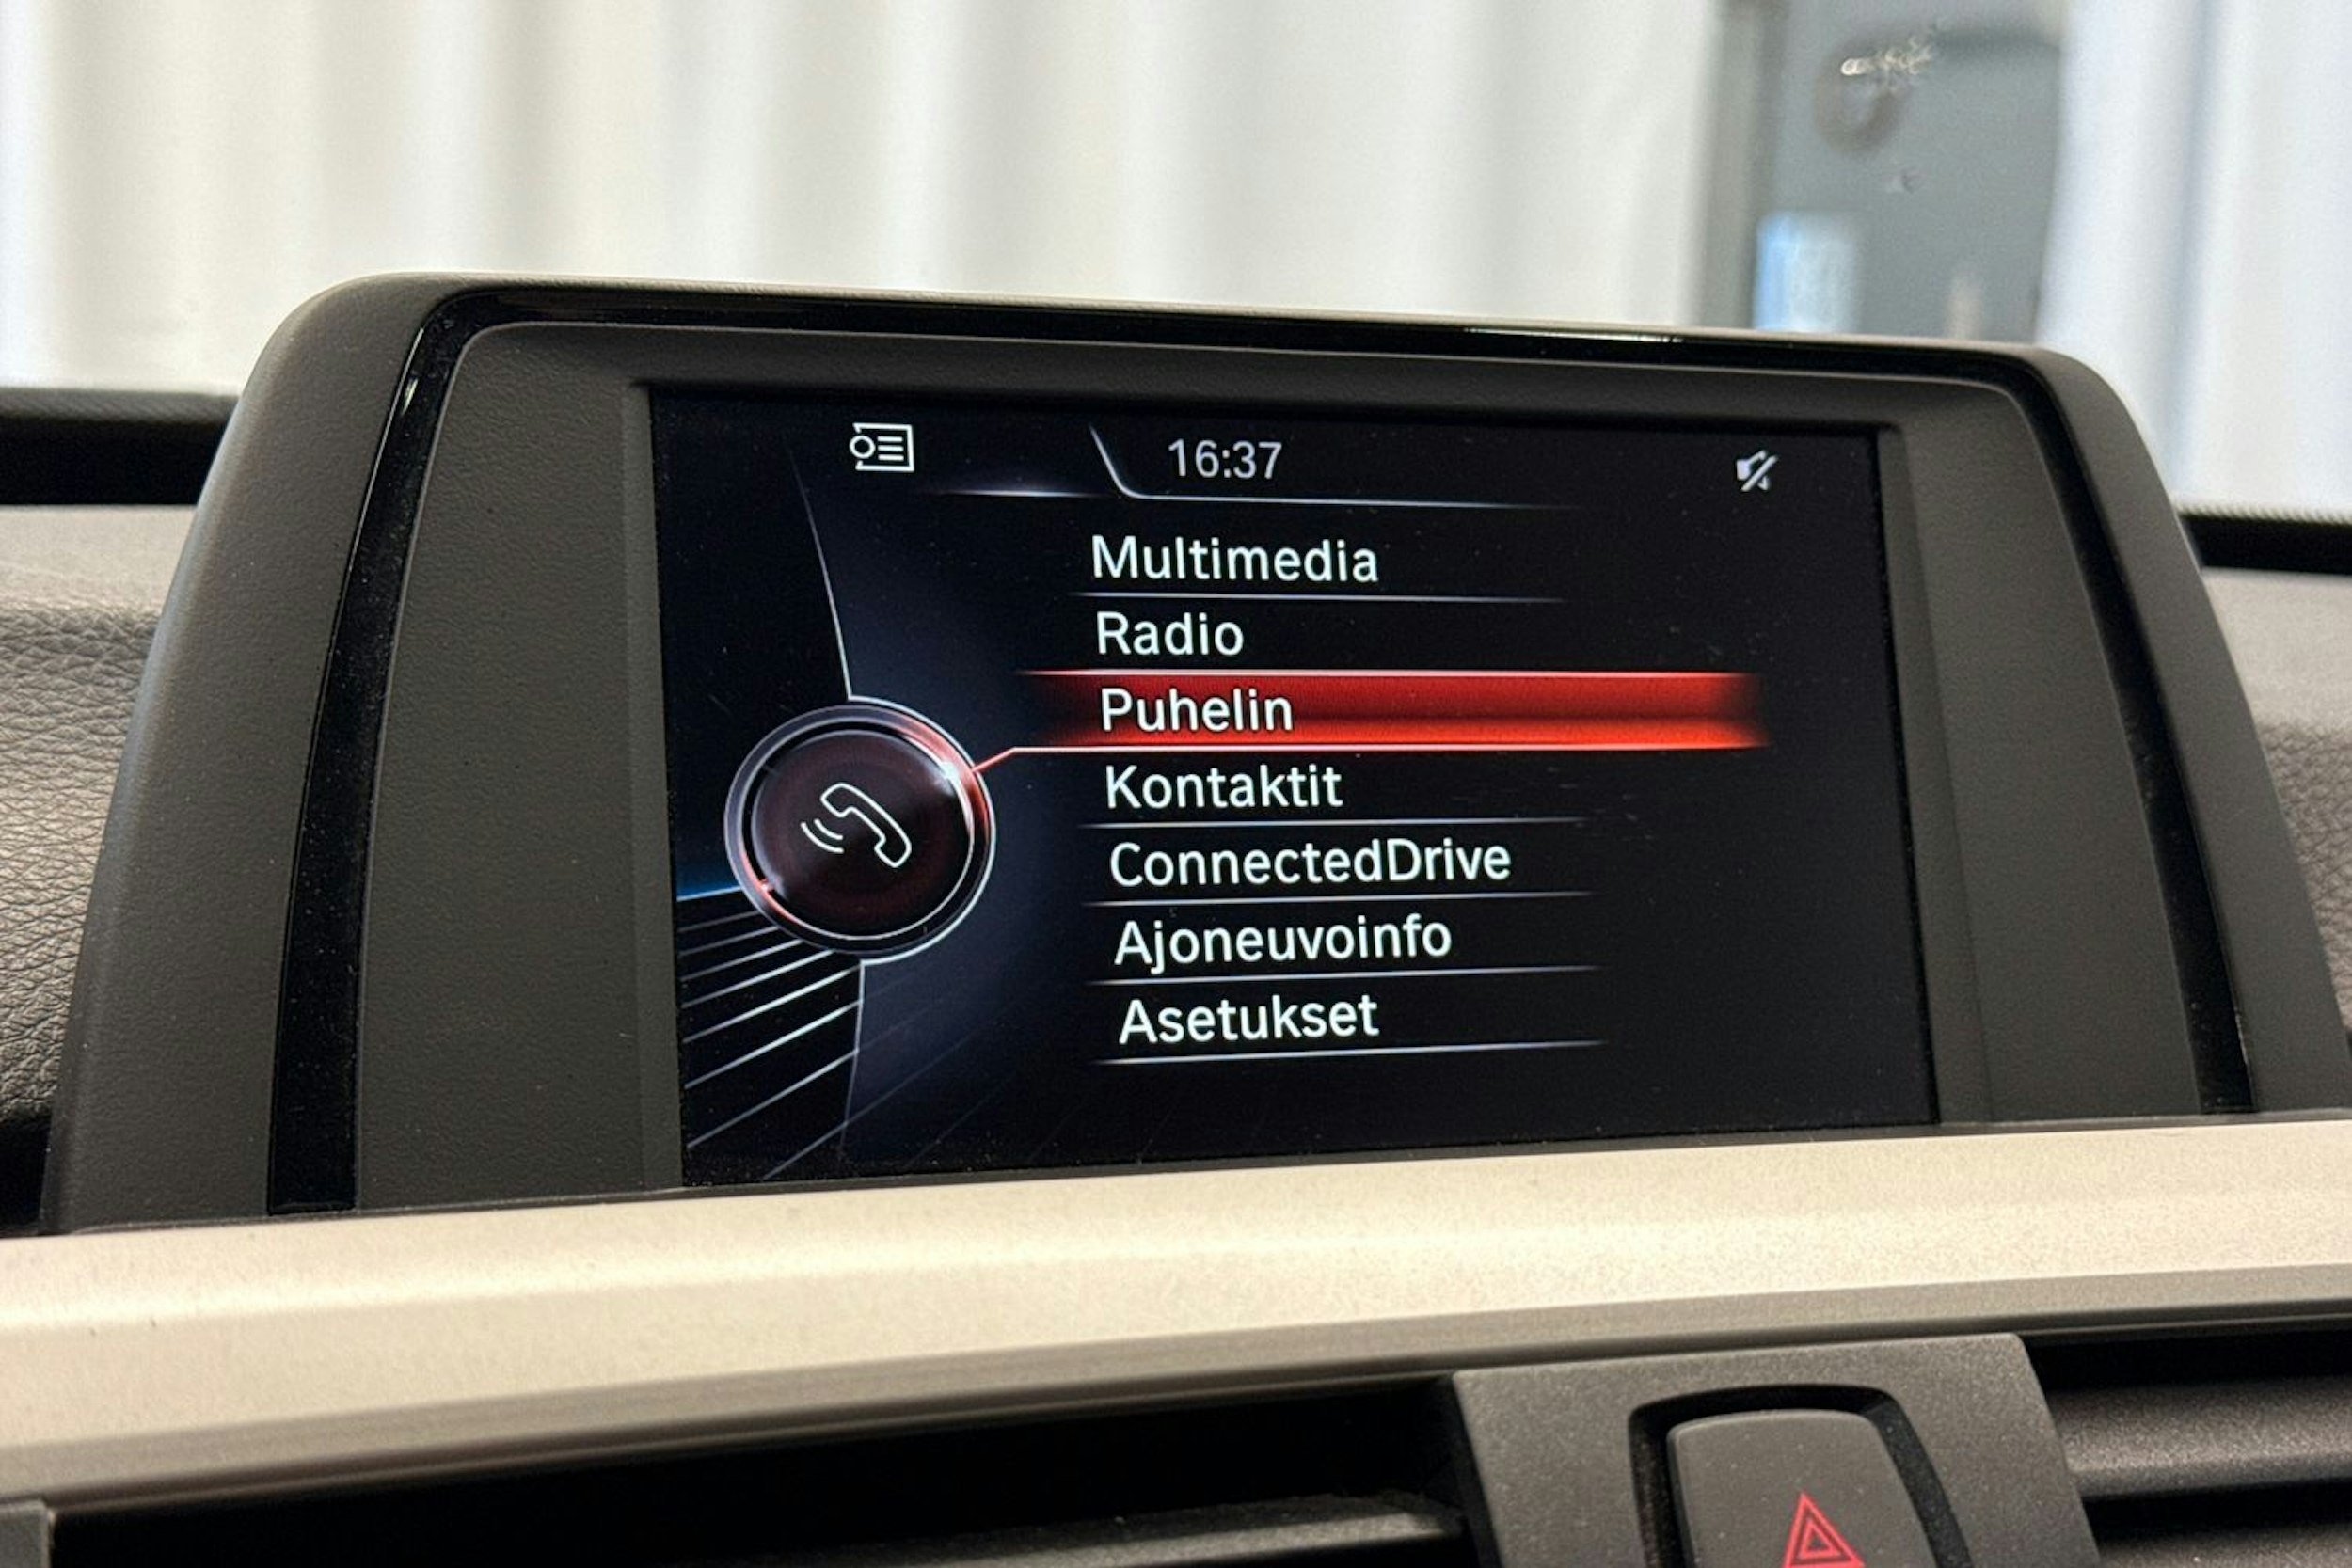 16:37
Multimedia
Radio
Puhelin
Kontaktit
ConnectedDrive
Ajoneuvoinfo
Asetukset